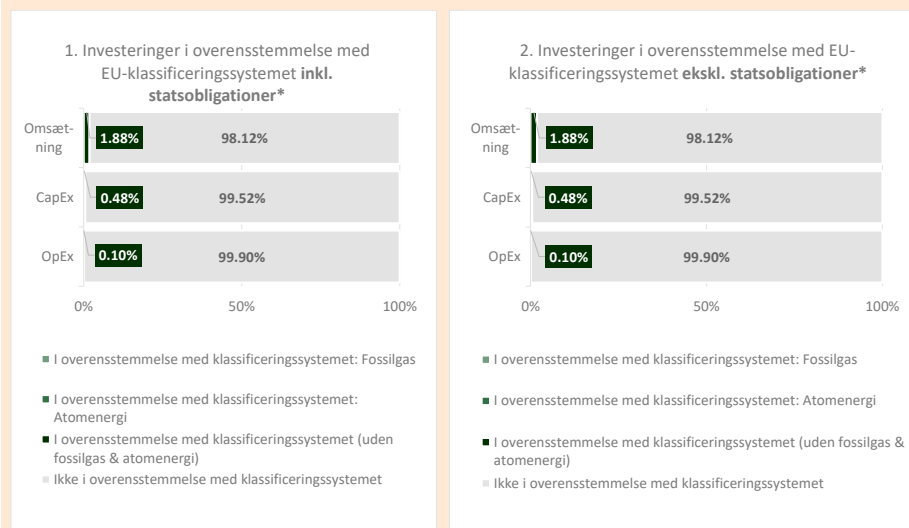 1. Investeringer i overensstemmelse med
EU-klassificeringssystemet inkl.
statsobligationer*
Omsæt-
ning
1.88%
98.12%
CapEx
0.48%
99.52%
OpEx
0.10%
99.90%
0%
50%
100%
I overensstemmelse med klassificeringssystemet: Fossilgas
I overensstemmelse med klassificeringssystemet:
Atomenergi
I overensstemmelse med klassificeringssystemet (uden
fossilgas & atomenergi)
Ikke i overensstemmelse med klassificeringssystemet
2. Investeringer i overensstemmelse med EU-
klassificeringssystemet ekskl. statsobligationer*
Omsæt-
ning
1.88%
98.12%
CapEx
0.48%
99.52%
OpEx
0.10%
99.90%
0%
50%
100%
I overensstemmelse med klassificeringssystemet: Fossilgas
I overensstemmelse med klassificeringssystemet: Atomenergi
I overensstemmelse med klassificeringssystemet (uden fossilgas &
atomenergi)
Ikke i overensstemmelse med klassificeringssystemet